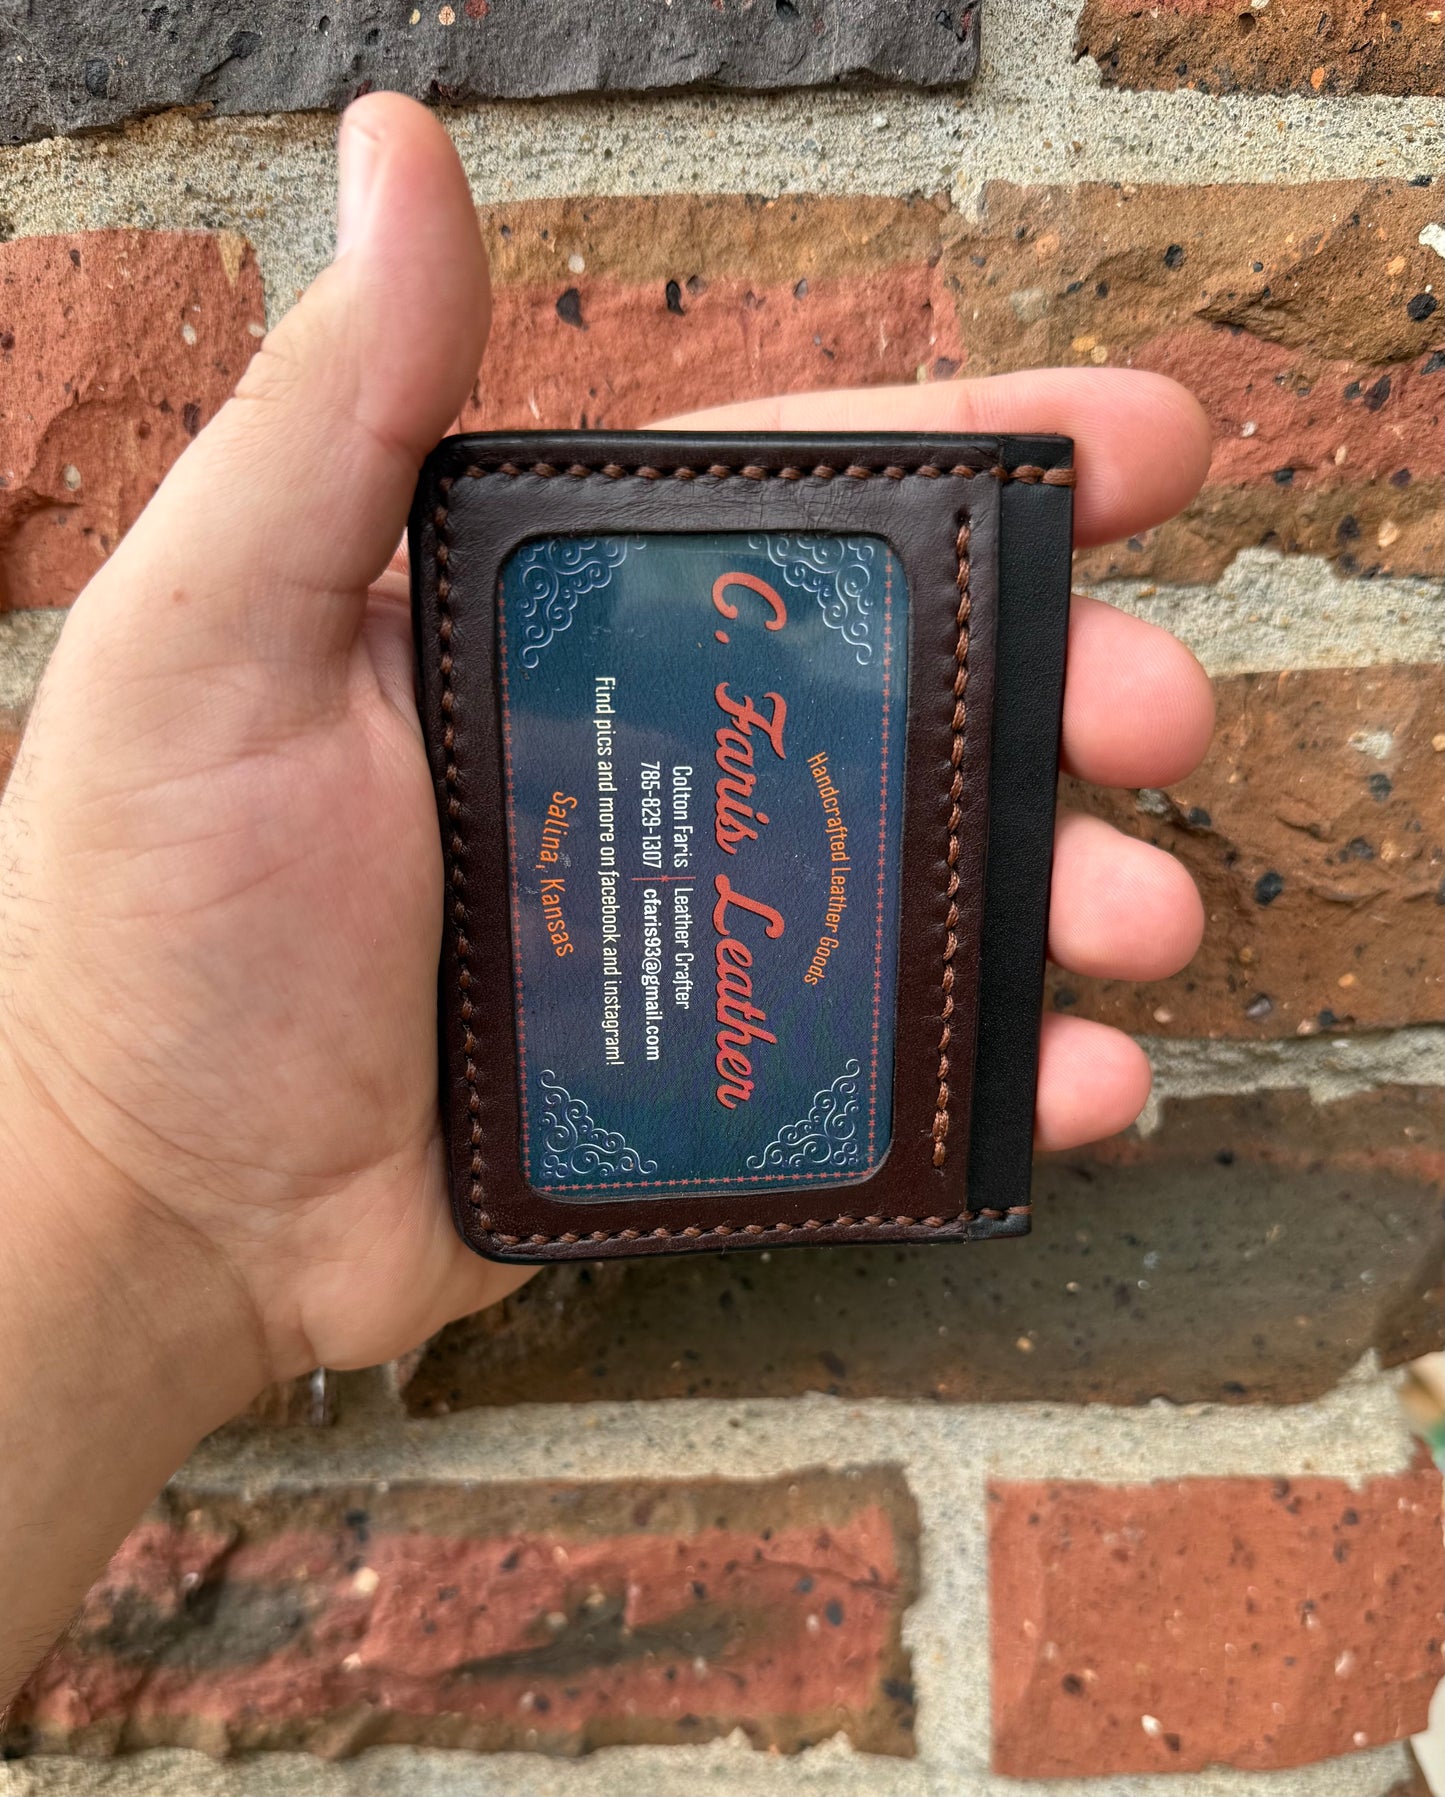 Handcrafted Leather Goods
C. Faris Leather
Colton Faris | Leather Crafter
785-829-1307 | cfaris93@gmail.com
Find pics and more on facebook and instagram!
Salina, Kansas